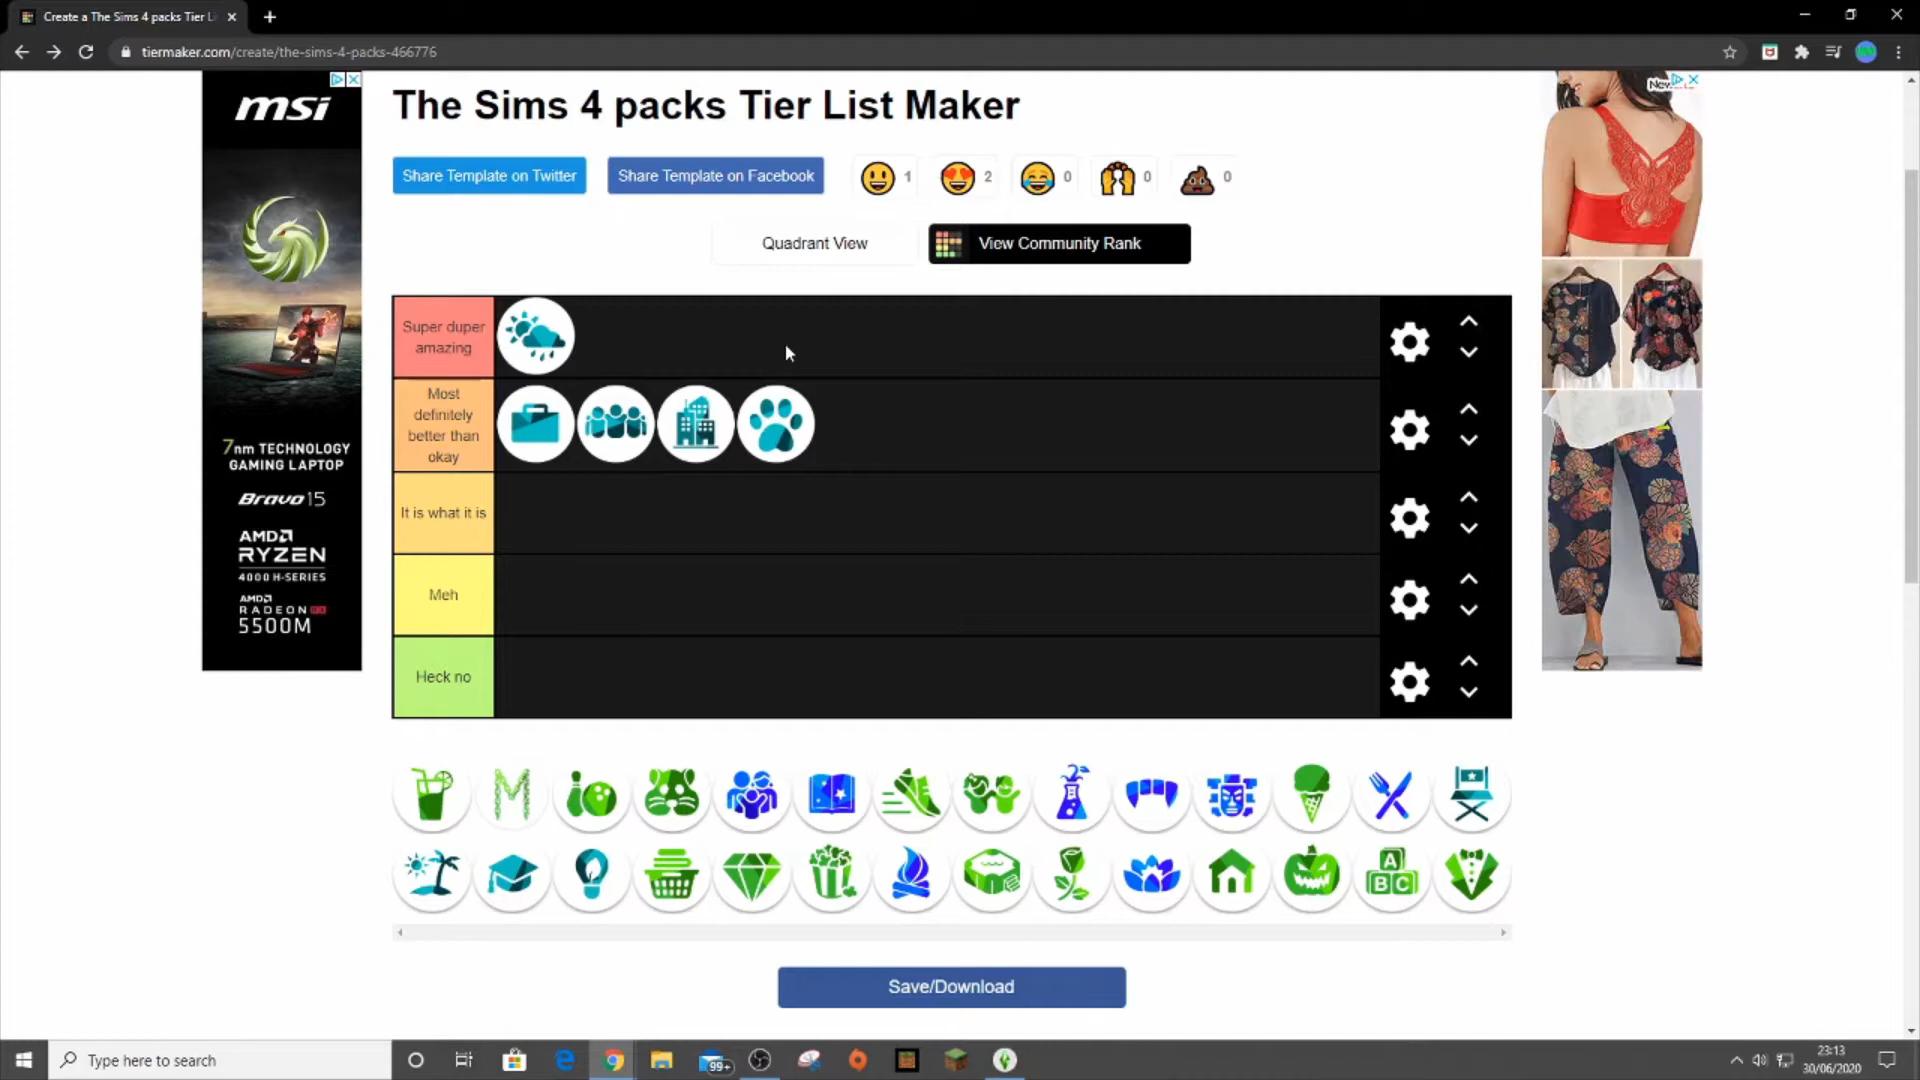 Create a The Sims 4 packs Tier Li
tiermaker.com/create/the-sims-4-packs-466776
msi
7nm TECHNOLOGY
GAMING LAPTOP
Bravo 15
AMD
RYZEN
4000 H-SERIES
AMD
RADEON
5500M
The Sims 4 packs Tier List Maker
Share Template on Twitter
Share Template on Facebook
1
2
0
0
0
Quadrant View
View Community Rank
Super duper
amazing
Most
definitely
better than
okay
It is what it is
Meh
Heck no
M
A
B C
Save/Download
Type here to search
99+
23:13
30/06/2020